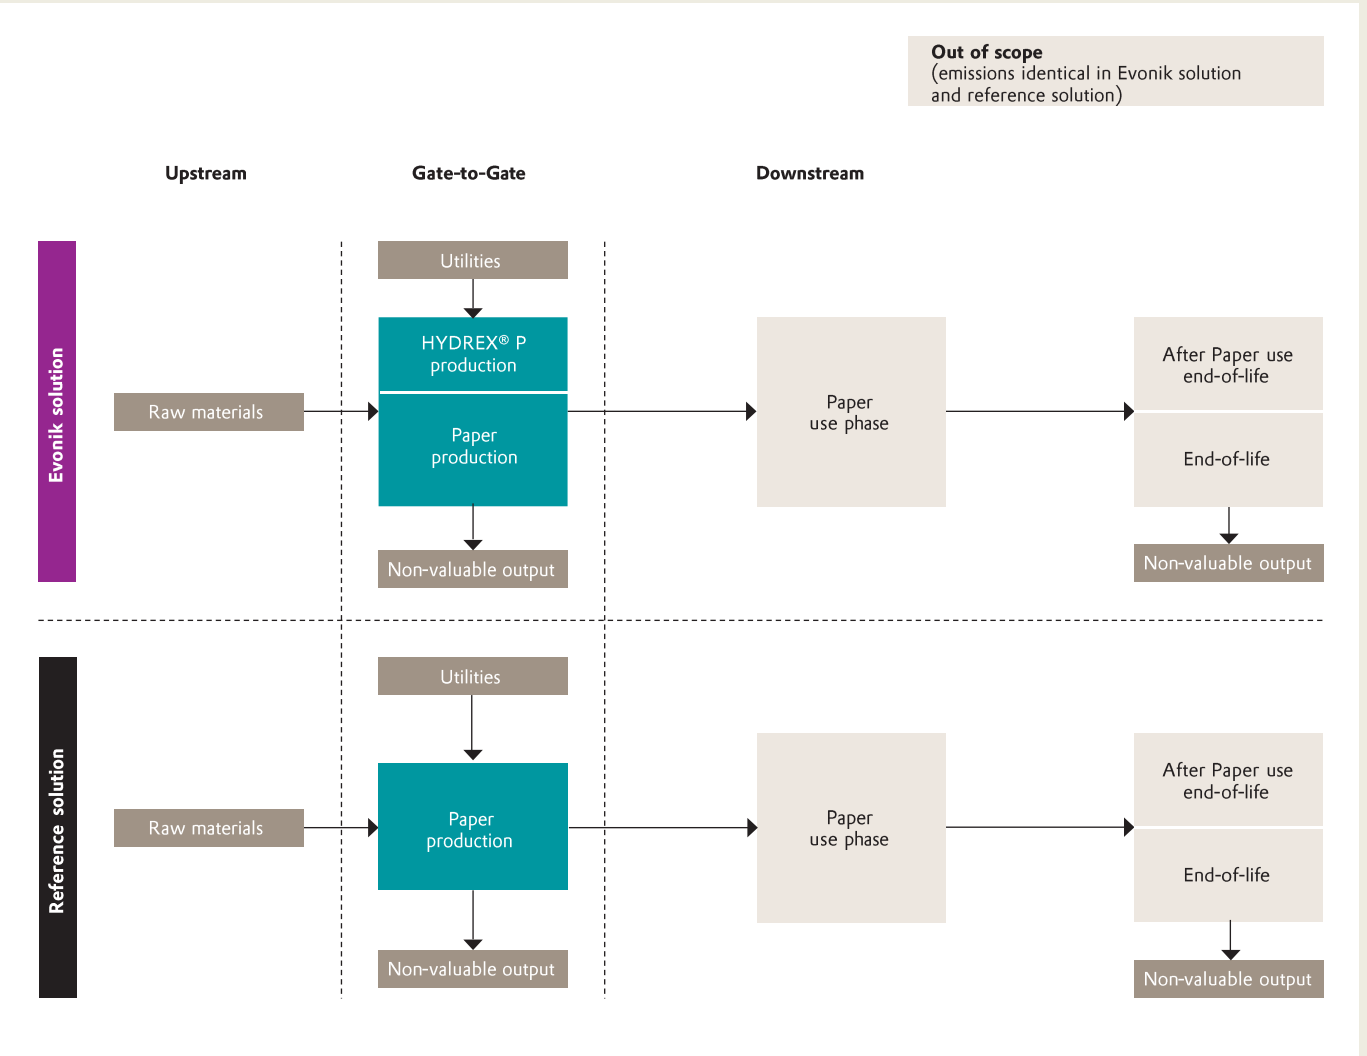 Out of scope
(emissions identical in Evonik solution
and reference solution)
Upstream
Gate-to-Gate
Downstream
Evonik solution
Utilities
HYDREX® P
production
Raw materials
Paper
production
Non-valuable output
Paper
use phase
After Paper use
end-of-life
End-of-life
Non-valuable output
Reference solution
Utilities
Raw materials
Paper
production
Non-valuable output
Paper
use phase
After Paper use
end-of-life
End-of-life
Non-valuable output